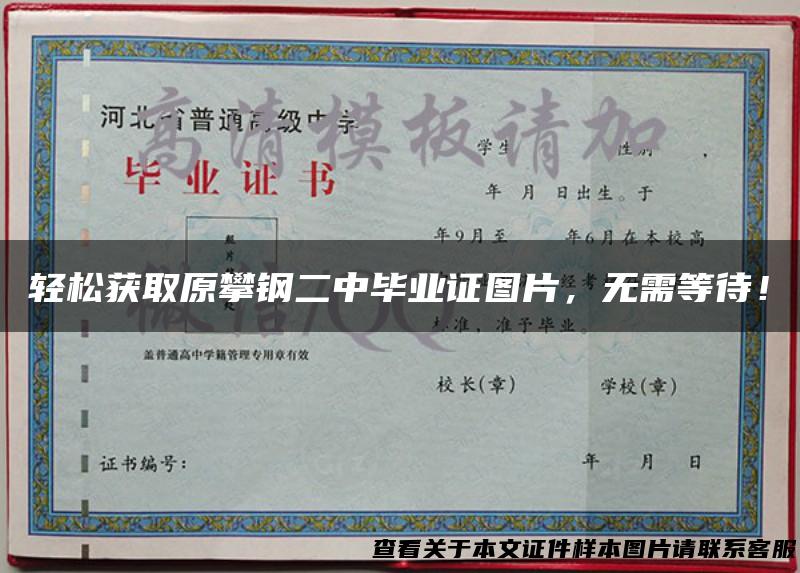 河北省普通高级中学
高清模板请加
毕业证书
学生 性别 ,
年 月 日出生。于
年9月至 年6月在本校高
照
片
轻松获取原攀钢二中毕业证图片，无需等待！
微信/QQ
标准，准予毕业。
盖普通高中学籍管理专用章有效
校长(章) 学校(章)
证书编号：
年 月 日
查看关于本文证件样本图片请联系客服